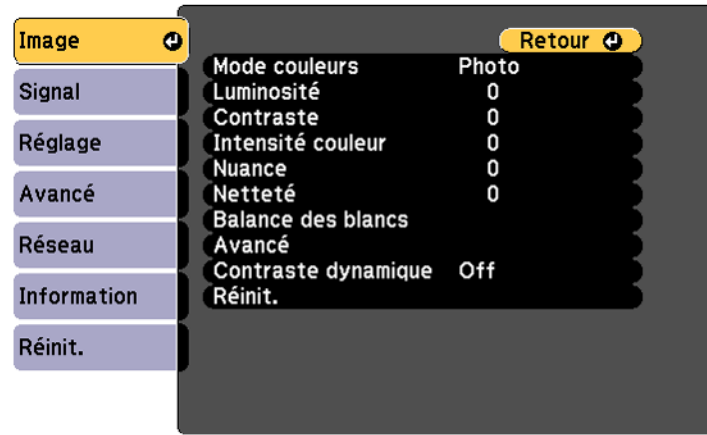 Image
Signal
Réglage
Avancé
Réseau
Information
Réinit.
Retour
Mode couleurs Photo
Luminosité 0
Contraste 0
Intensité couleur 0
Nuance 0
Netteté 0
Balance des blancs
Avancé
Contraste dynamique Off
Réinit.